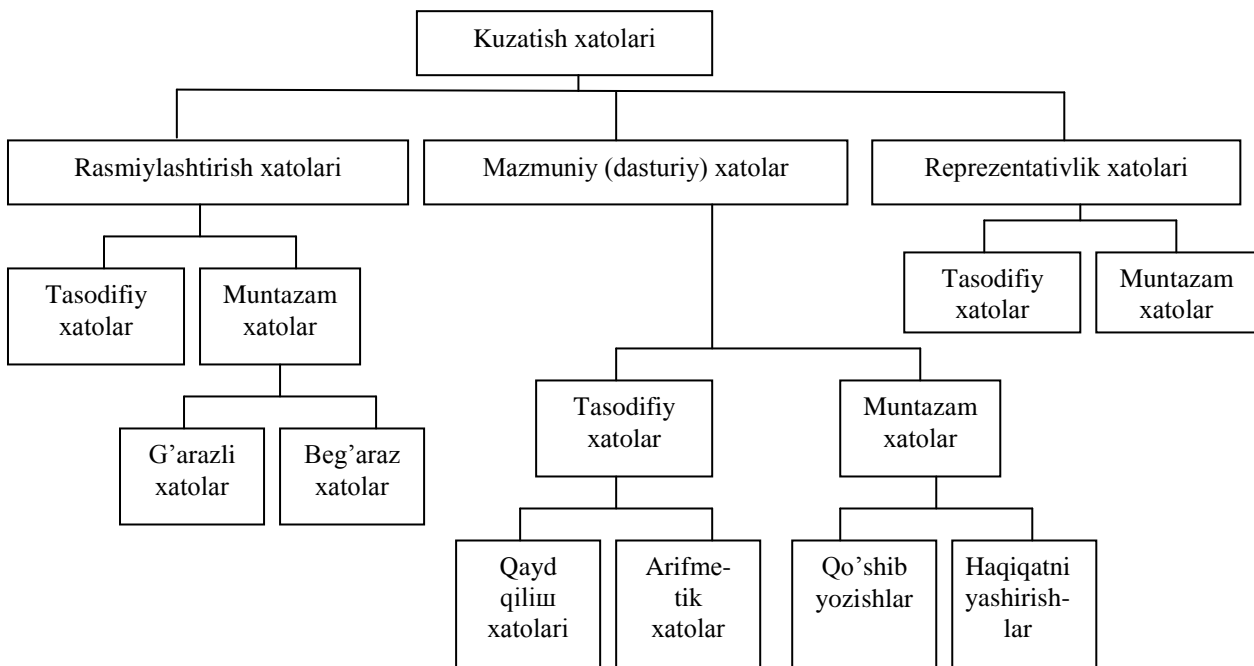 Kuzatish xatolari
Rasmiylashtirish xatolari
Mazmuniy (dasturiy) xatolar
Reprezentativlik xatolari
Tasodifiy
xatolar
Muntazam
xatolar
Tasodifiy
xatolar
Muntazam
xatolar
Tasodifiy
xatolar
Muntazam
xatolar
G’arazli
xatolar
Beg’araz
xatolar
Qayd
qiliш
xatolari
Arifme-
tik
xatolar
Qo’shib
yozishlar
Haqiqatni
yashirish-
lar